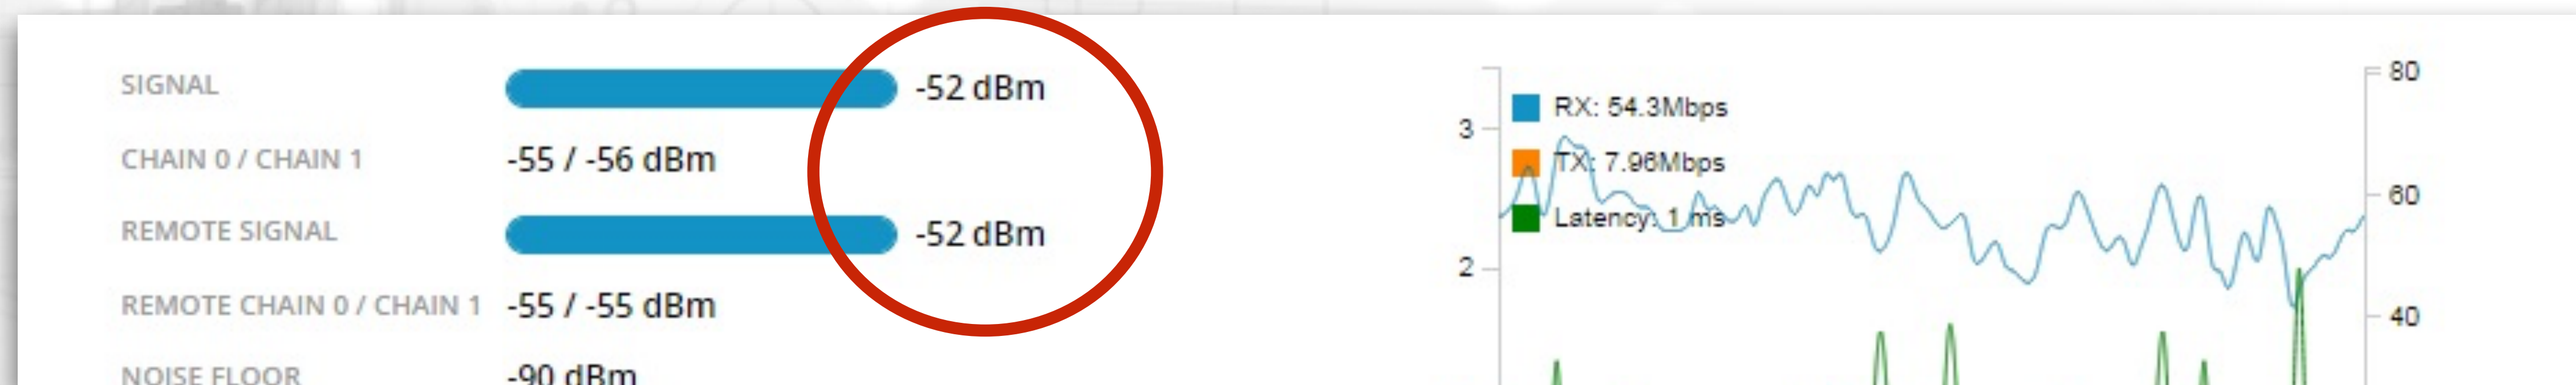 SIGNAL -52 dBm
CHAIN 0 / CHAIN 1 -55 / -56 dBm
REMOTE SIGNAL -52 dBm
REMOTE CHAIN 0 / CHAIN 1 -55 / -55 dBm
NOISE FLOOR -90 dBm
3
2
RX: 54.3Mbps
TX: 7.96Mbps
Latency: 1 ms
80
60
40